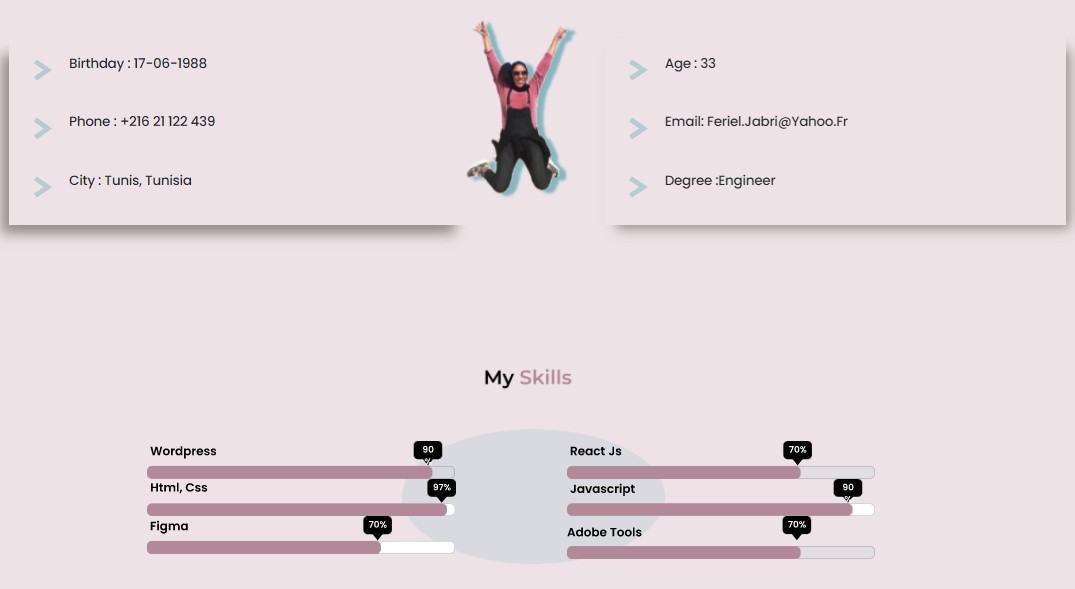 Birthday : 17-06-1988
Phone : +216 21 122 439
City : Tunis, Tunisia
Age : 33
Email: Feriel.Jabri@Yahoo.Fr
Degree :Engineer
My Skills
Wordpress
90
%
Html, Css
97%
Figma
70%
React Js
70%
Javascript
90
%
Adobe Tools
70%